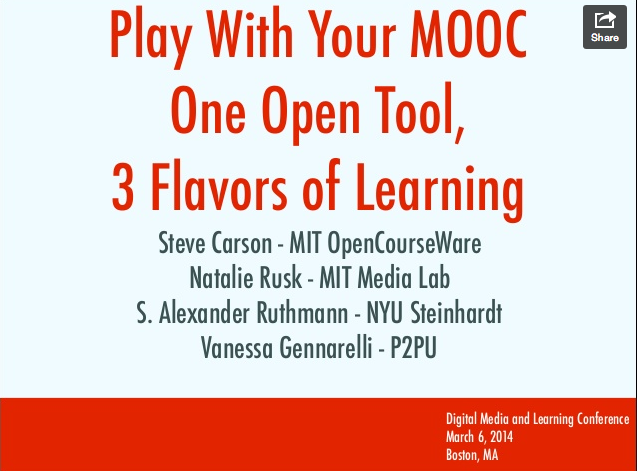 Play With Your MOOC
One Open Tool,
3 Flavors of Learning
Steve Carson - MIT OpenCourseWare
Natalie Rusk - MIT Media Lab
S. Alexander Ruthmann - NYU Steinhardt
Vanessa Gennarelli - P2PU
Digital Media and Learning Conference
March 6, 2014
Boston, MA
Share